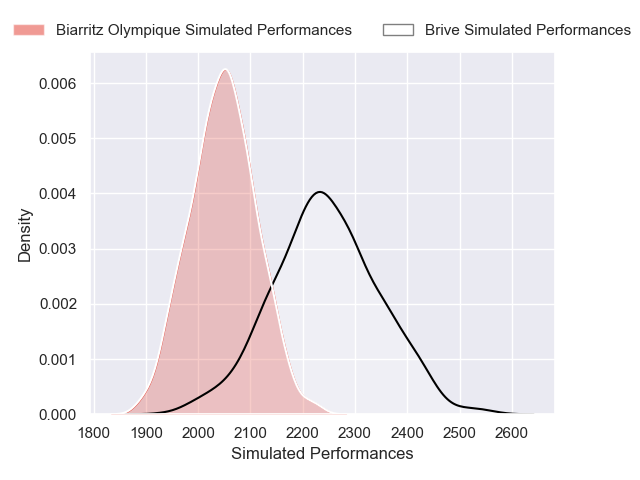 Biarritz Olympique Simulated Performances
Brive Simulated Performances
0.006
0.005
0.004
0.003
0.002
0.001
0.000
Density
1800 1900 2000 2100 2200 2300 2400 2500 2600
Simulated Performances